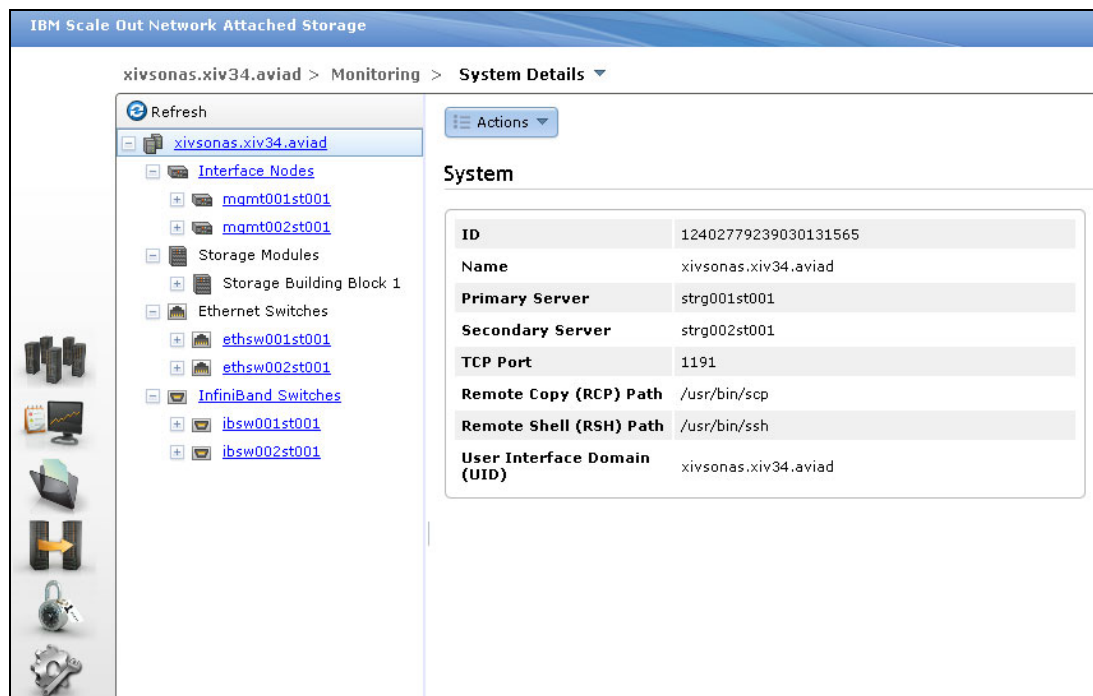 IBM Scale Out Network Attached Storage
xivsonas.xiv34.aviad > Monitoring > System Details
Refresh
xivsonas.xiv34.aviad
Interface Nodes
mgmt001st001
mgmt002st001
Storage Modules
Storage Building Block 1
Ethernet Switches
ethsw001st001
ethsw002st001
InfiniBand Switches
ibsw001st001
ibsw002st001
Actions
System
ID 12402779239030131565
Name xivsonas.xiv34.aviad
Primary Server strg001st001
Secondary Server strg002st001
TCP Port 1191
Remote Copy (RCP) Path /usr/bin/scp
Remote Shell (RSH) Path /usr/bin/ssh
User Interface Domain
(UID) xivsonas.xiv34.aviad